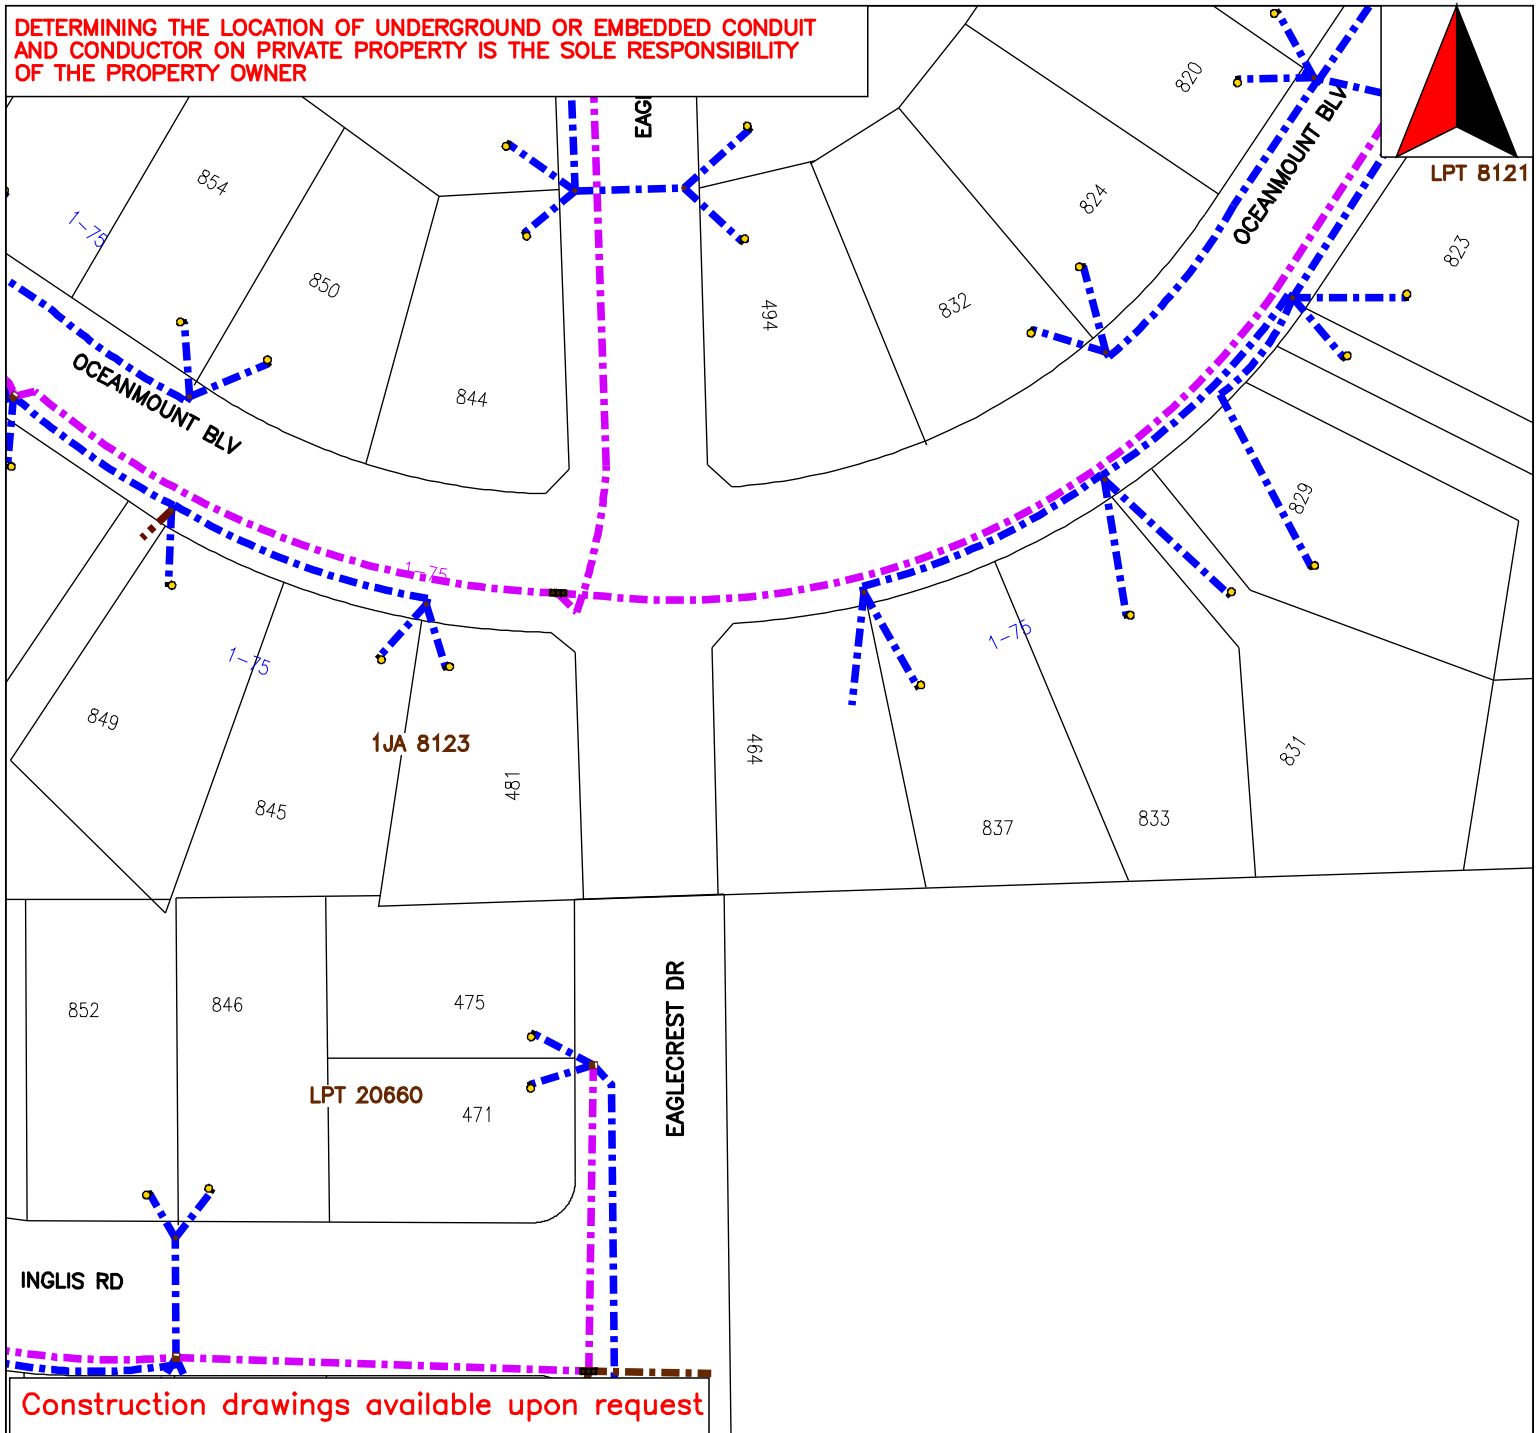 DETERMINING THE LOCATION OF UNDERGROUND OR EMBEDDED CONDUIT
AND CONDUCTOR ON PRIVATE PROPERTY IS THE SOLE RESPONSIBILITY
OF THE PROPERTY OWNER
EAGL
820
OCEANMOUNT BLV
LPT 8121
854
1-75
824
823
850
494
832
OCEANMOUNT BLV
844
829
1-75
1-75
1-75
849
1JA 8123
481
464
831
845
837
833
852
846
475
EAGLECREST DR
LPT 20660
471
INGLIS RD
Construction drawings available upon request